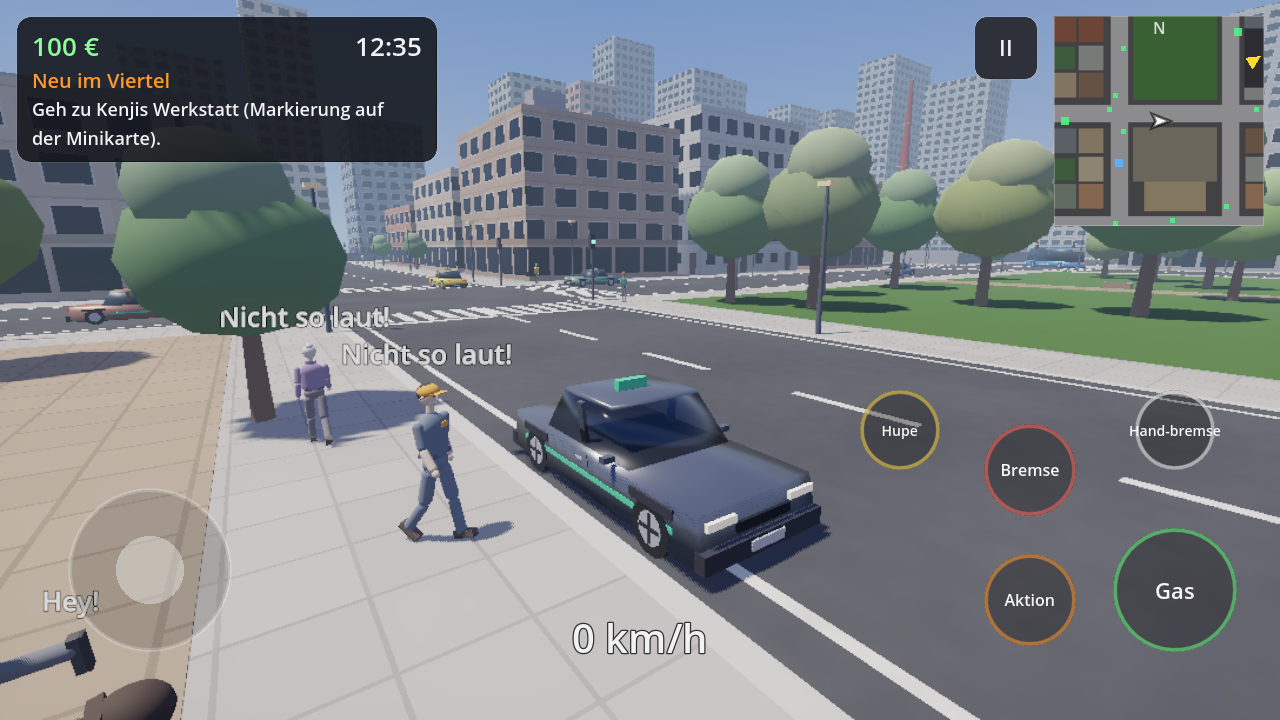 100 €
12:35
Neu im Viertel
Geh zu Kenjis Werkstatt (Markierung auf
der Minikarte).
N
Nicht so laut!
Nicht so laut!
Hupe
Hand-bremse
Bremse
Hey!
Aktion
Gas
0 km/h